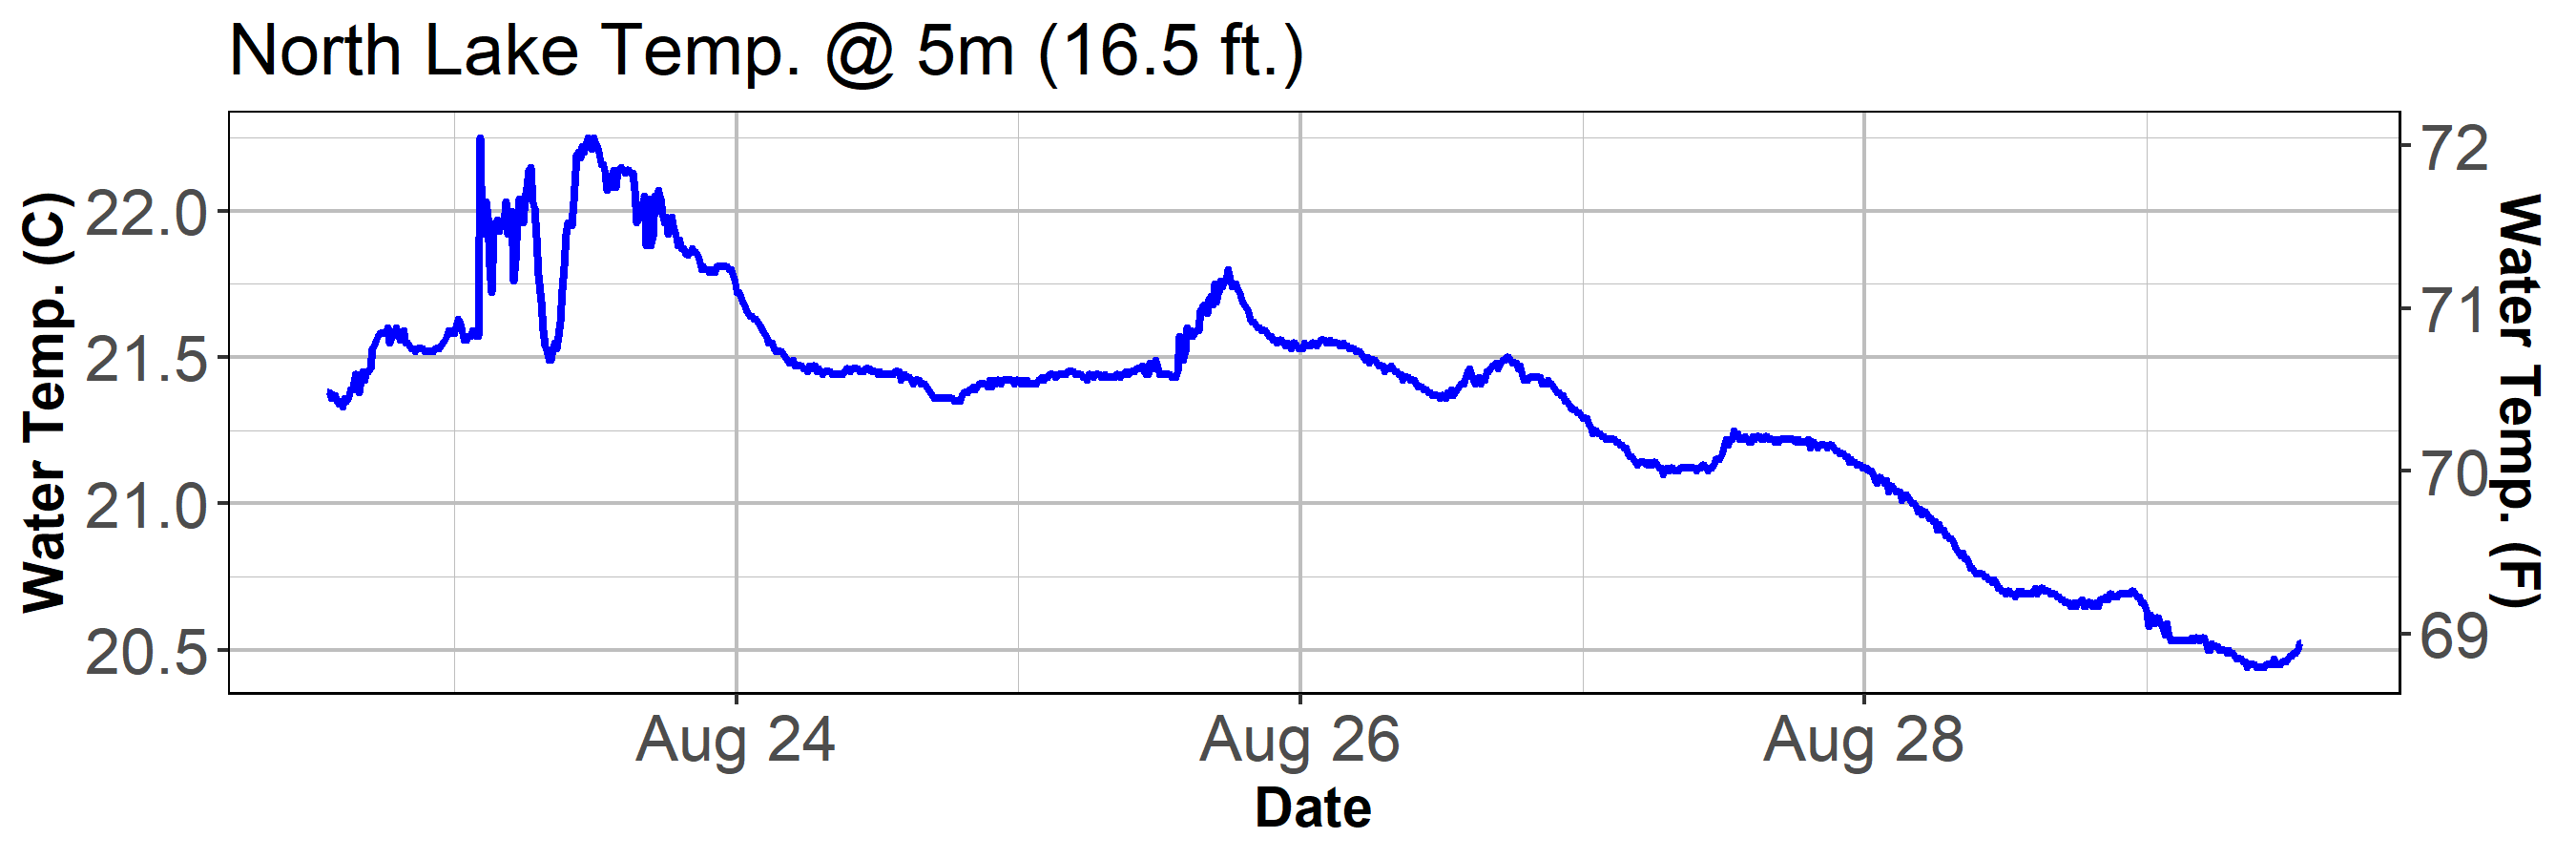 North Lake Temp. @ 5m (16.5 ft.)
Water Temp. (C)
22.0
21.5
21.0
20.5
72
71
70
69
Water Temp. (F)
Aug 24
Aug 26
Aug 28
Date